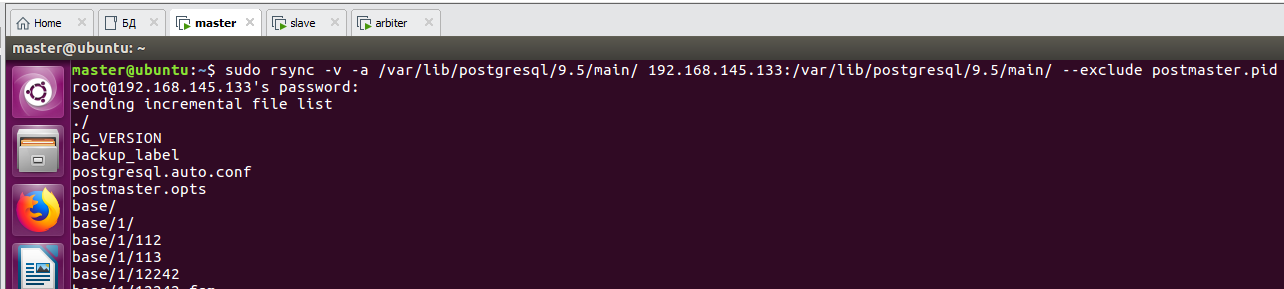 Home
БД
master
slave
arbiter
master@ubuntu: ~
master@ubuntu:~$ sudo rsync -v -a /var/lib/postgresql/9.5/main/ 192.168.145.133:/var/lib/postgresql/9.5/main/ --exclude postmaster.pid
root@192.168.145.133's password:
sending incremental file list
./
PG_VERSION
backup_label
postgresql.auto.conf
postmaster.opts
base/
base/1/
base/1/112
base/1/113
base/1/12242